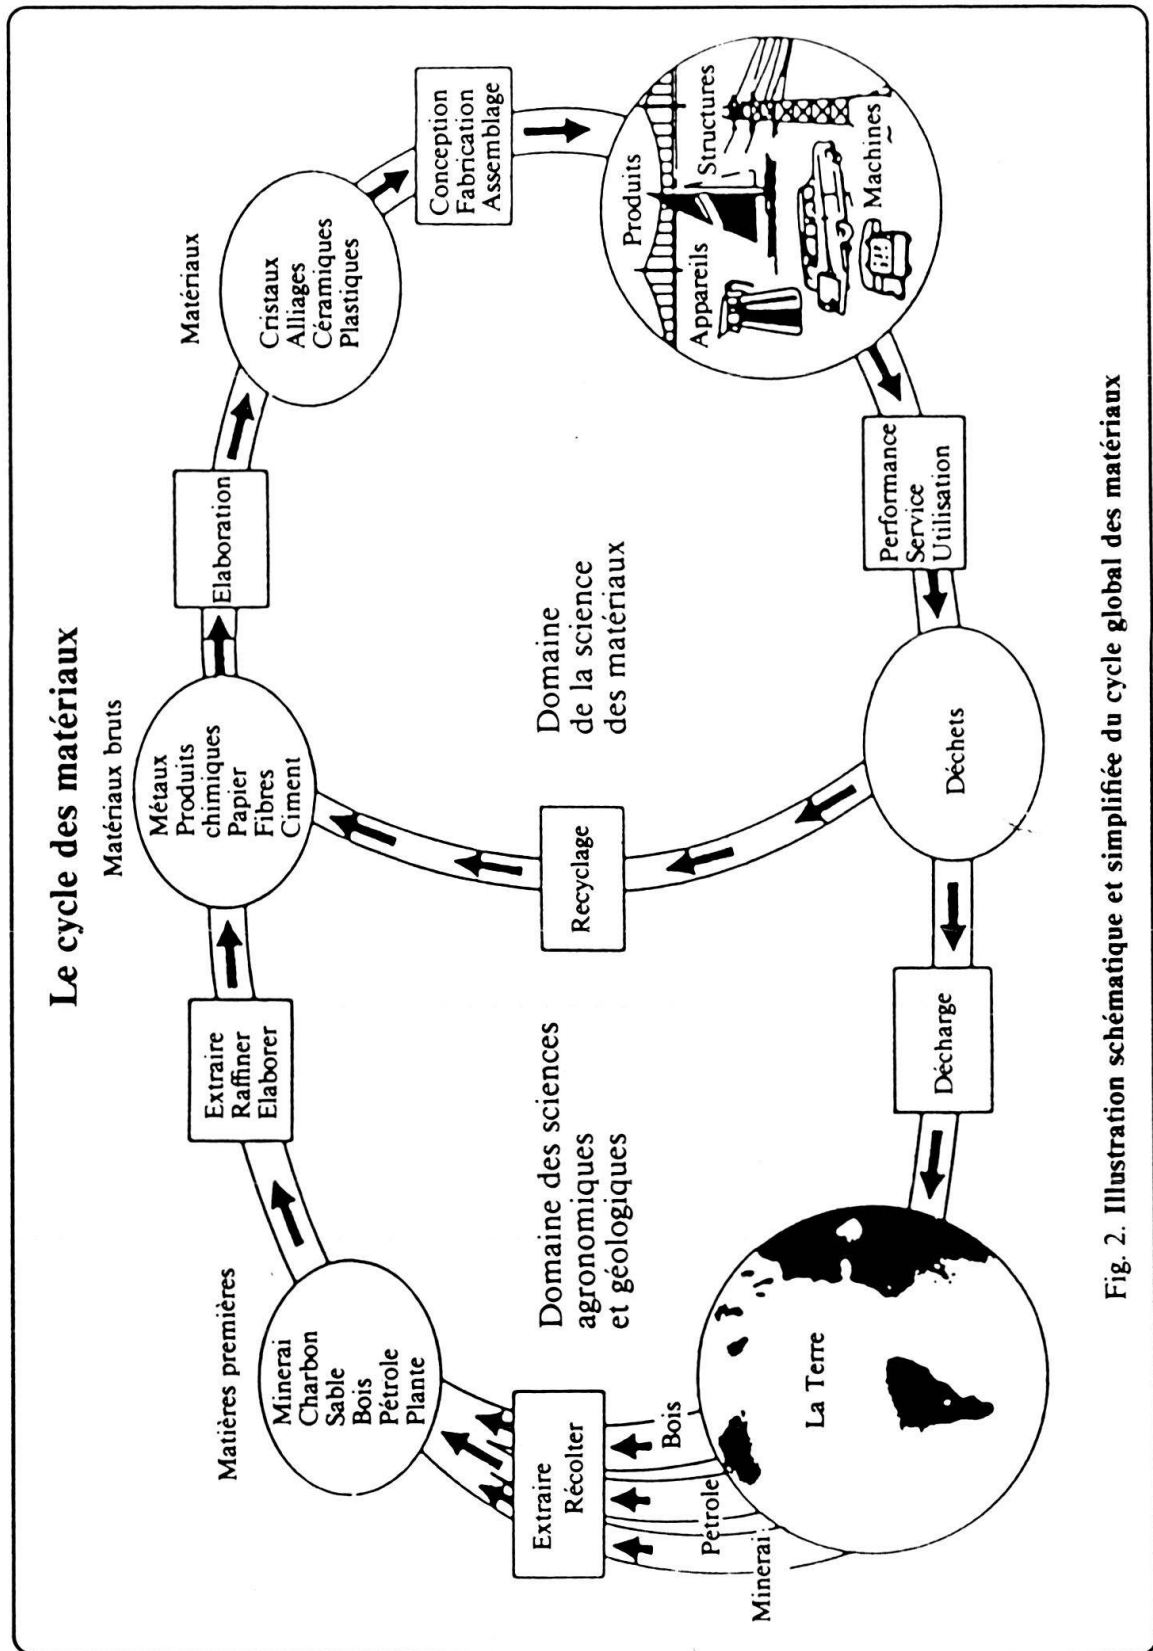 Le cycle des matériaux
Matières premières
Minerai
Charbon
Sable
Bois
Pétrole
Plante
Extraire
Raffiner
Elaborer
Matériaux bruts
Métaux
Produits
chimiques
Papier
Fibres
Ciment
Elaboration
Matériaux
Cristaux
Alliages
Céramiques
Plastiques
Conception
Fabrication
Assemblage
Extraire
Récolter
Minerai
Petrole
Bois
La Terre
Domaine des sciences
agronomiques
et géologiques
Recyclage
Domaine
de la science
des matériaux
Produits
Appareils
Structures
Machines
Performance
Service
Utilisation
Déchets
Décharge
Fig. 2. Illustration schématique et simplifiée du cycle global des matériaux